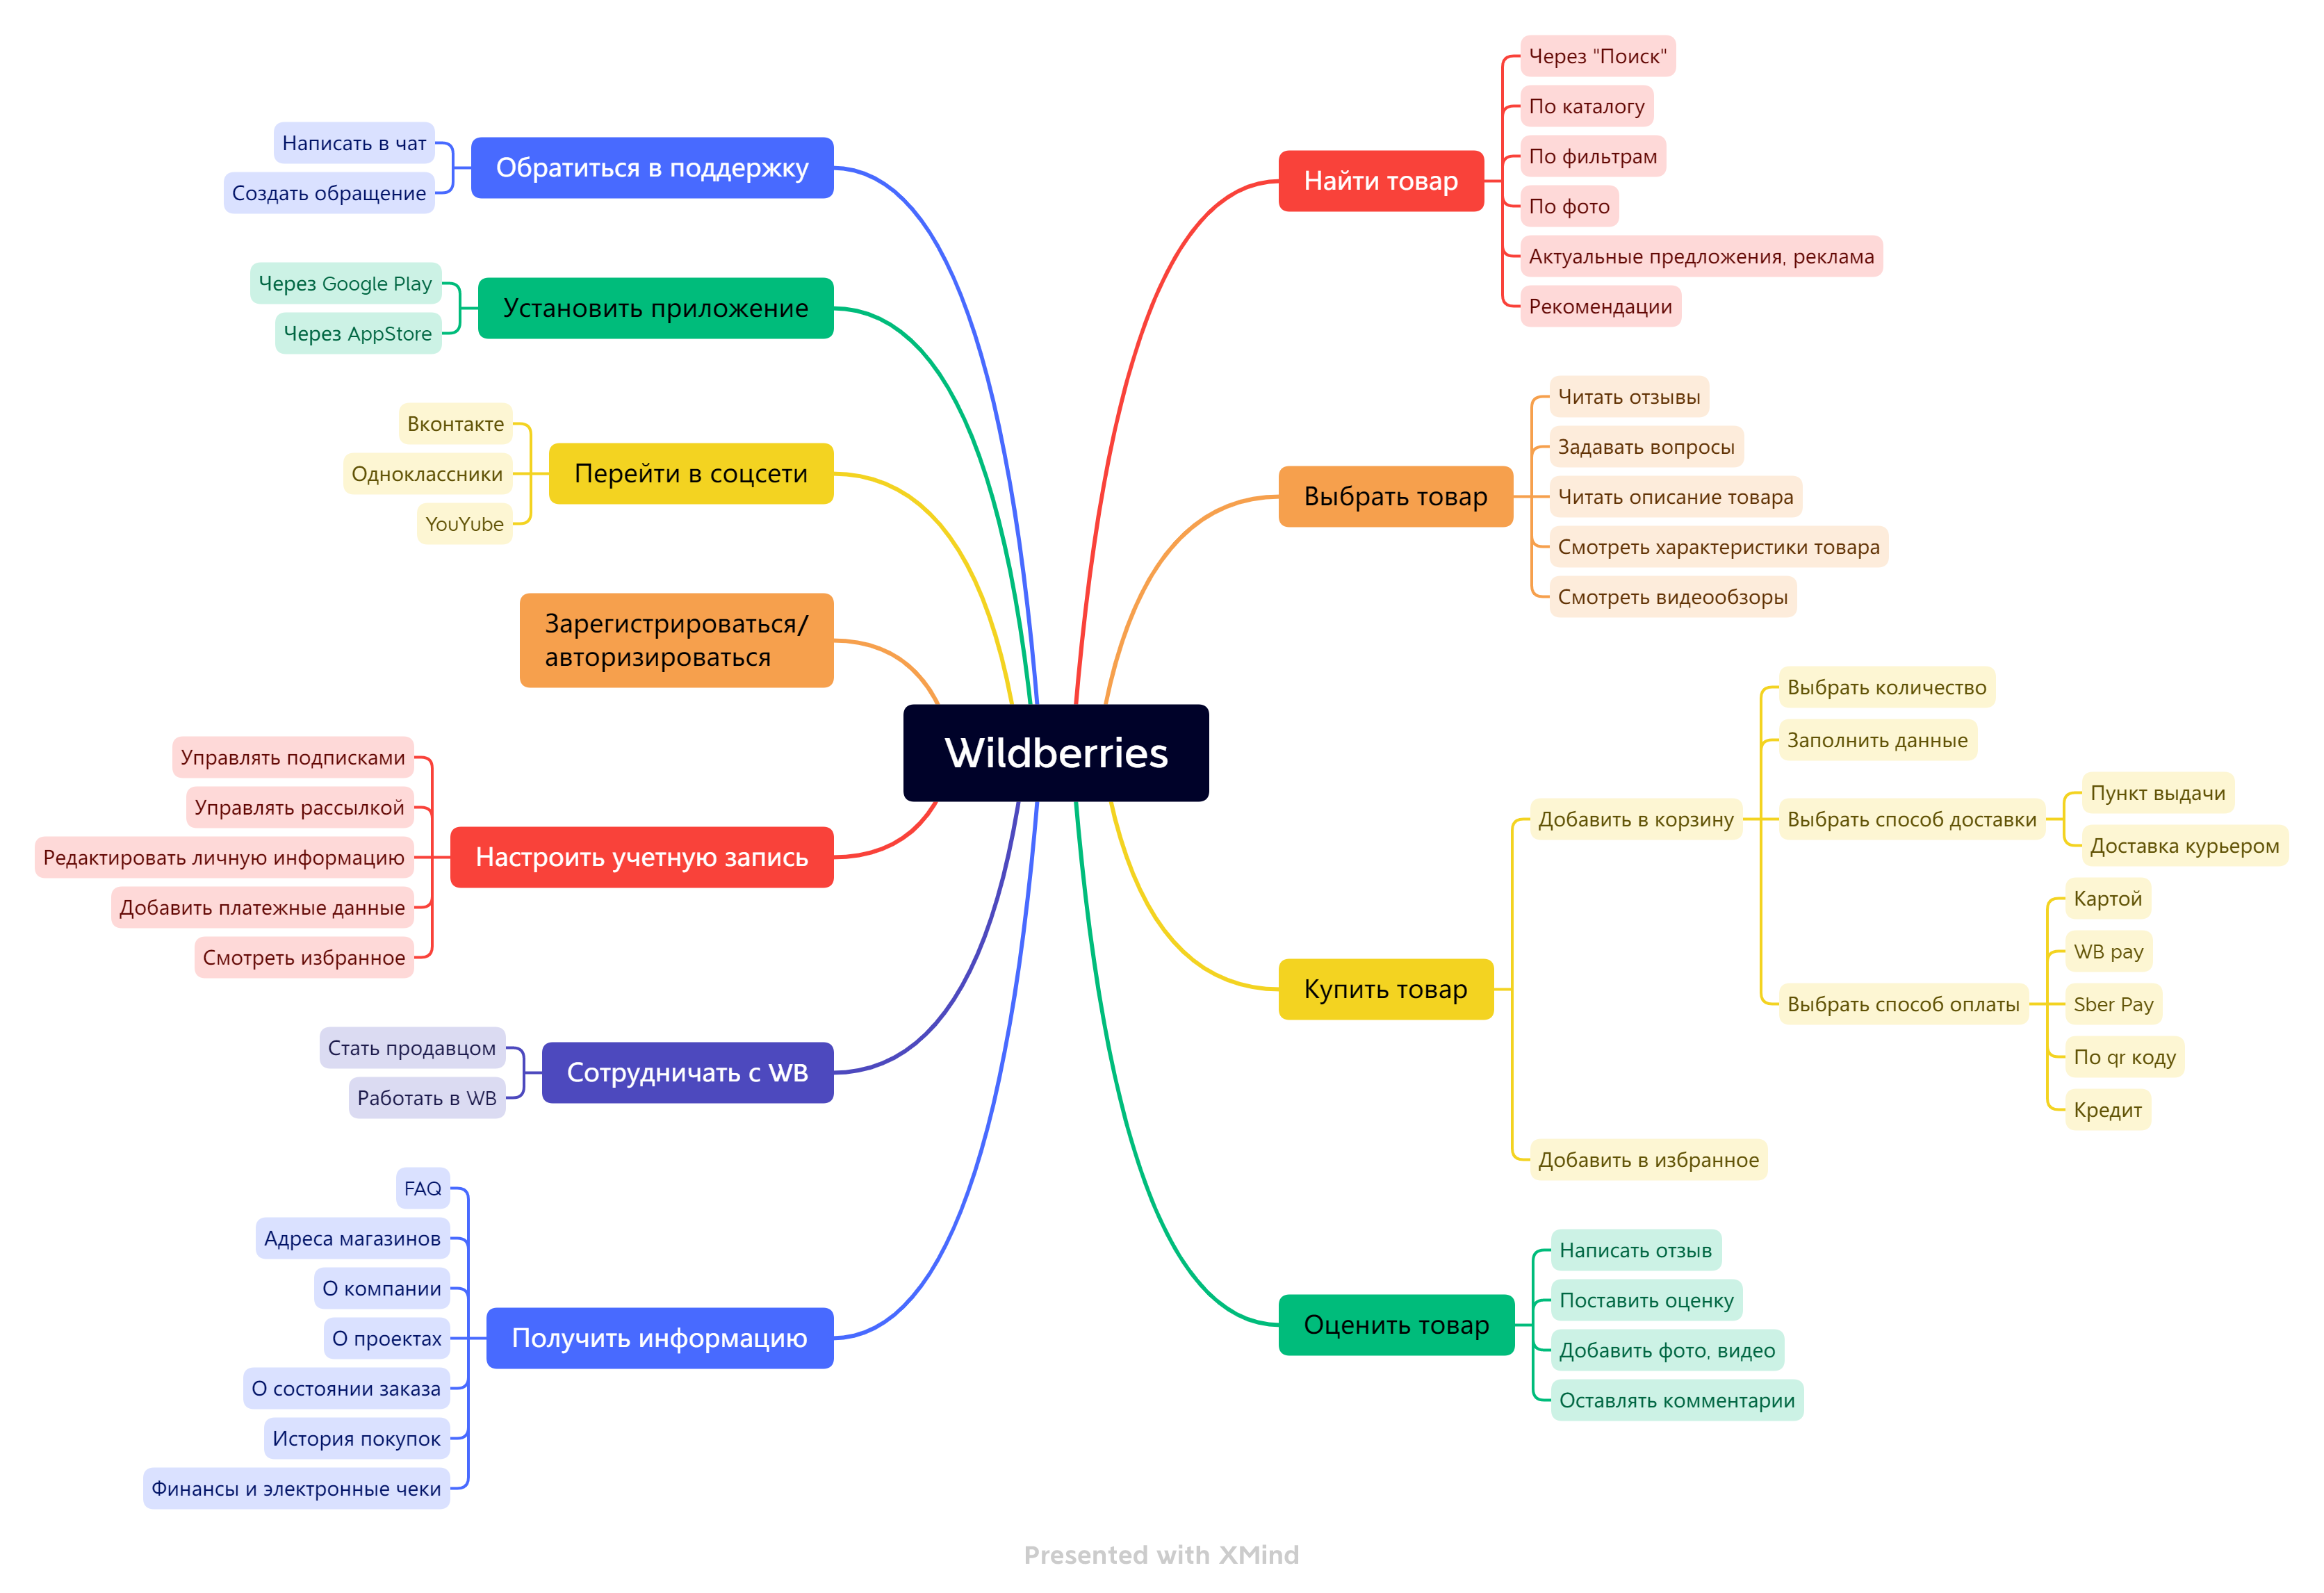 Wildberries
Найти товар
Через "Поиск"
По каталогу
По фильтрам
По фото
Актуальные предложения, реклама
Рекомендации
Выбрать товар
Читать отзывы
Задавать вопросы
Читать описание товара
Смотреть характеристики товара
Смотреть видеообзоры
Купить товар
Добавить в корзину
Выбрать количество
Заполнить данные
Выбрать способ доставки
Пункт выдачи
Доставка курьером
Выбрать способ оплаты
Картой
WB pay
Sber Pay
По qr коду
Кредит
Добавить в избранное
Оценить товар
Написать отзыв
Поставить оценку
Добавить фото, видео
Оставлять комментарии
Обратиться в поддержку
Написать в чат
Создать обращение
Установить приложение
Через Google Play
Через AppStore
Перейти в соцсети
Вконтакте
Одноклассники
YouYube
Зарегистрироваться/
авторизироваться
Настроить учетную запись
Управлять подписками
Управлять рассылкой
Редактировать личную информацию
Добавить платежные данные
Смотреть избранное
Сотрудничать с WB
Стать продавцом
Работать в WB
Получить информацию
FAQ
Адреса магазинов
О компании
О проектах
О состоянии заказа
История покупок
Финансы и электронные чеки
Presented with XMind